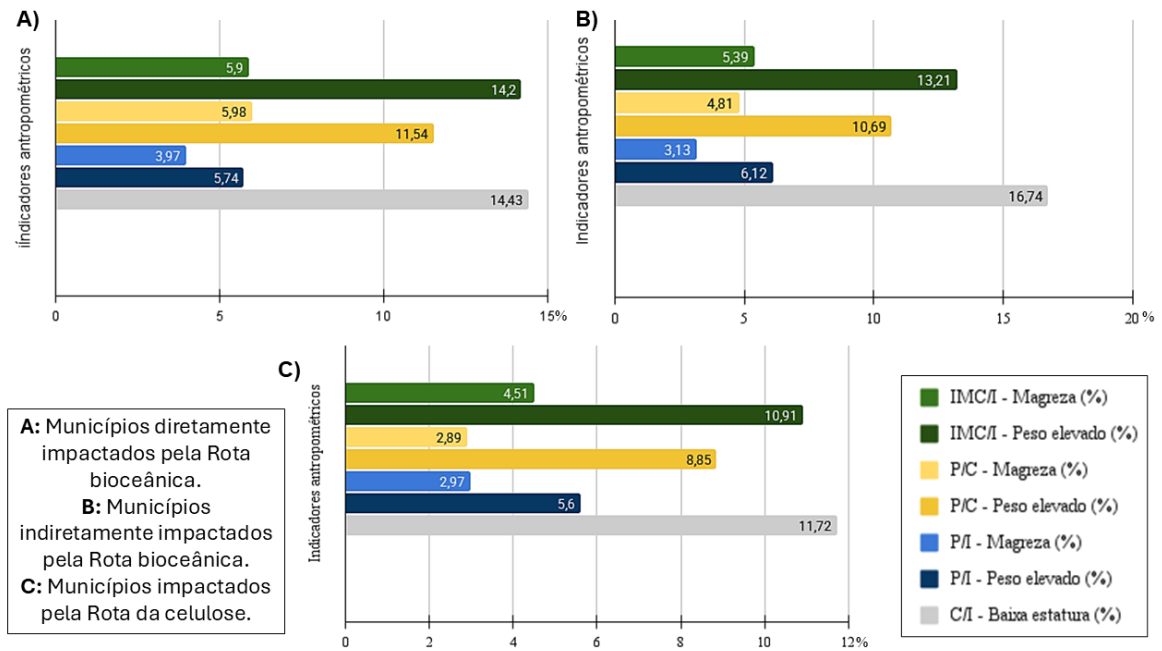 A)
iíndicadores antropométricos
5,9
14,2
5,98
11,54
3,97
5,74
14,43
0
5
10
15%
B)
Indicadores antropométricos
5,39
13,21
4,81
10,69
3,13
6,12
16,74
0
5
10
15
20 %
C)
Indicadores antropométricos
4,51
10,91
2,89
8,85
2,97
5,6
11,72
0
2
4
6
8
10
12%
A: Municípios diretamente
impactados pela Rota
bioceânica.
B: Municípios
indiretamente impactados
pela Rota bioceânica.
C: Municípios impactados
pela Rota da celulose.
IMC/I - Magreza (%)
IMC/I - Peso elevado (%)
P/C - Magreza (%)
P/C - Peso elevado (%)
P/I - Magreza (%)
P/I - Peso elevado (%)
C/I - Baixa estatura (%)